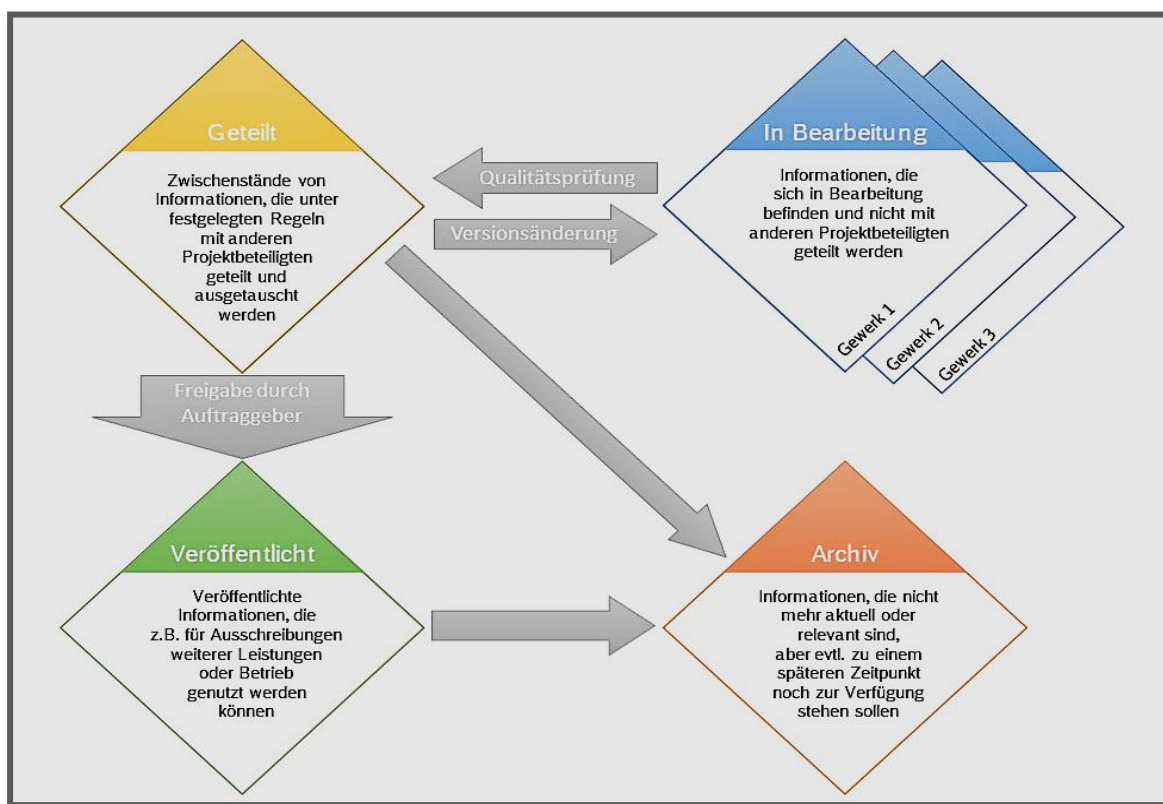 Geteilt
Zwischenstände von
Informationen, die unter
festgelegten Regeln
mit anderen
Projektbeteiligten
geteilt und
ausgetauscht
werden
Qualitätsprüfung
Versionsänderung
In Bearbeitung
Informationen, die
sich in Bearbeitung
befinden und nicht mit
anderen Projektbeteiligten
geteilt werden
Gewerk 1
Gewerk 2
Gewerk 3
Freigabe durch
Auftraggeber
Veröffentlicht
Veröffentlichte
Informationen, die
z.B. für Ausschreibungen
weiterer Leistungen
oder Betrieb
genutzt werden
können
Archiv
Informationen, die nicht
mehr aktuell oder
relevant sind,
aber evtl. zu einem
späteren Zeitpunkt
noch zur Verfügung
stehen sollen